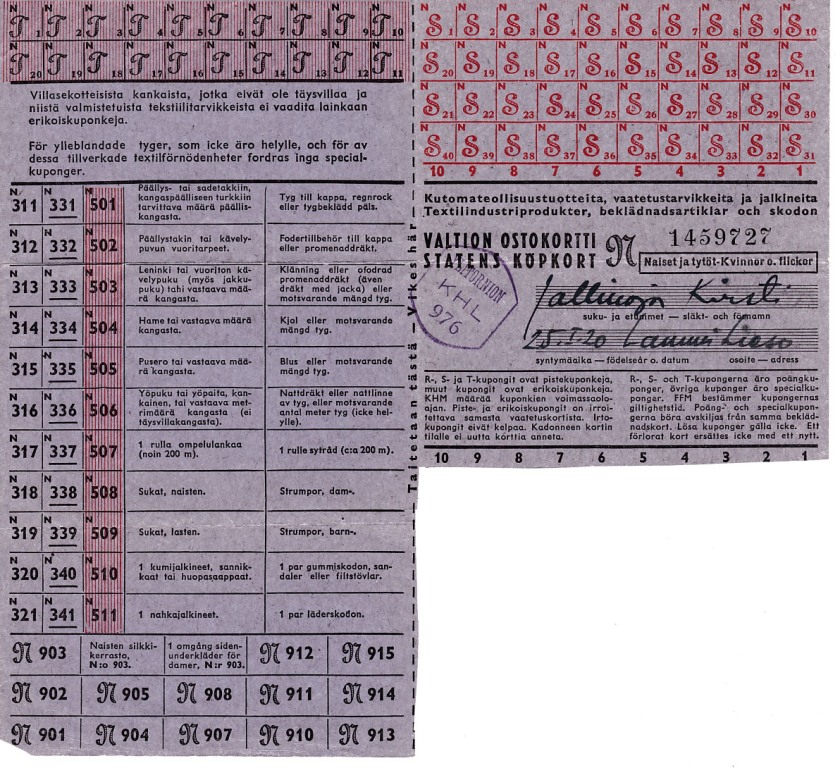 N T 1 N T 2 N T 3 N T 4 N T 5 N T 6 N T 7 N T 8 N T 9 N T 10
N T 20 N T 19 N T 18 N T 17 N T 16 N T 15 N T 14 N T 13 N T 12 N T 11
Villasekotteisista kankaista, jotka eivät ole täysvillaa ja
niistä valmistetuista tekstiilitarvikkeista ei vaadita lainkaan
erikoiskuponkeja.
För ylleblandade tyger, som icke äro helylle, och för av
dessa tillverkade textilförnödenheter fordras inga special-
kuponger.
N 311 N 331 N 501
Päällys- tai sadetakkiin,
kangaspäälliseen turkkiin
tarvittava määrä päällis-
kangasta.
Tyg till kappa, regnrock
eller tygbeklädd päls.
N 312 N 332 N 502
Päällystakin tai kävely-
puvun vuoritarpeet.
Fodertillbehör till kappa
eller promenaddräkt.
N 313 N 333 N 503
Leninki tai vuoriton kä-
velypuku (myös jakku-
puku) tahi vastaava mää-
rä kangasta.
Klänning eller ofodrad
promenaddräkt (även
dräkt med jacka) eller
motsvarande mängd tyg.
N 314 N 334 N 504
Hame tai vastaava määrä
kangasta.
Kjol eller motsvarande
mängd tyg.
N 315 N 335 N 505
Pusero tai vastaava mää-
rä kangasta.
Blus eller motsvarande
mängd tyg.
N 316 N 336 N 506
Yöpuku tai yöpaita, kan-
kainen, tai vastaava met-
rimäärä kangasta (ei
täysvillakangasta).
Nattdräkt eller nattlinne
av tyg, eller motsvarande
antal meter tyg (icke hel-
ylle).
N 317 N 337 N 507
1 rulla ompelulankaa
(noin 200 m).
1 rulle sytråd (c:a 200 m).
N 318 N 338 N 508
Sukat, naisten.
Strumpor, dam-.
N 319 N 339 N 509
Sukat, lasten.
Strumpor, barn-.
N 320 N 340 N 510
1 kumijalkineet, sannik-
kaat tai huopasaappaat.
1 par gummiskodon, san-
daler eller filtstövlar.
N 321 N 341 N 511
1 nahkajalkineet.
1 par läderskodon.
N 903
Naisten silkki-
kerrasto,
N:o 903.
1 omgång siden-
underkläder för
damer, N:r 903.
N 912 N 915
N 902 N 905 N 908 N 911 N 914
N 901 N 904 N 907 N 910 N 913
Taitetaan tästä — Vikes här
N S 1 N S 2 N S 3 N S 4 N S 5 N S 6 N S 7 N S 8 N S 9 N S 10
N S 20 N S 19 N S 18 N S 17 N S 16 N S 15 N S 14 N S 13 N S 12 N S 11
N S 21 N S 22 N S 23 N S 24 N S 25 N S 26 N S 27 N S 28 N S 29 N S 30
N S 40 N S 39 N S 38 N S 37 N S 36 N S 35 N S 34 N S 33 N S 32 N S 31
10 9 8 7 6 5 4 3 2 1
Kutomateollisuustuotteita, vaatetustarvikkeita ja jalkineita
Textilindustriprodukter, beklädnadsartiklar och skodon
VALTION OSTOKORTTI
STATENS KÖPKORT
N 1459727
Naiset ja tytöt-Kvinnor o. flickor
KHL
976
Kirsti
suku- ja etunimet — släkt- och förnamn
25.I.20
syntymäaika — födelseår o. datum osoite — adress
R-, S- ja T-kupongit ovat pistekuponkeja,
muut kupongit ovat erikoiskuponkeja.
KHM määrää kuponkien voimassaolo-
ajan. Piste- ja erikoiskupongit on irroi-
tettava samasta vaatetuskortista. Irto-
kupongit eivät kelpaa. Kadonneen kortin
tilalle ei uutta korttia anneta.
R-, S- och T-kupongerna äro poängku-
ponger, övriga kuponger äro specialku-
ponger. FFM bestämmer kupongernas
giltighetstid. Poäng- och specialkupon-
gerna böra avskiljas från samma bekläd-
nadskort. Lösa kuponger gälla icke. Ett
förlorat kort ersättes icke med ett nytt.
10 9 8 7 6 5 4 3 2 1